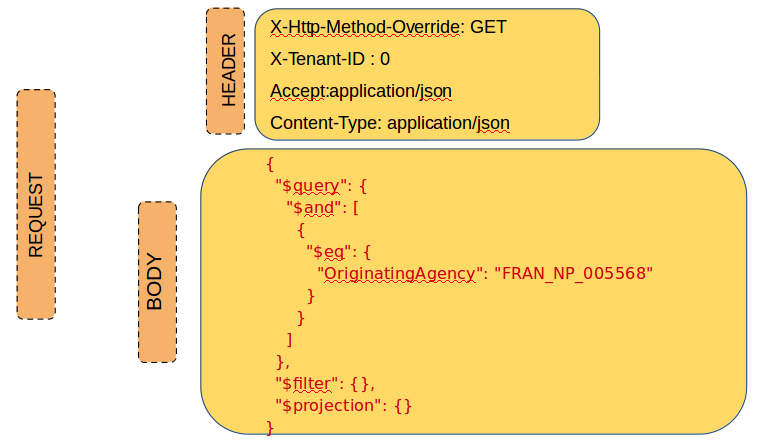 REQUEST
HEADER
X-Http-Method-Override: GET
X-Tenant-ID : 0
Accept:application/json
Content-Type: application/json
BODY
{
"$query": {
"$and": [
{
"$eq": {
"OriginatingAgency": "FRAN_NP_005568"
}
}
]
},
"$filter": {},
"$projection": {}
}